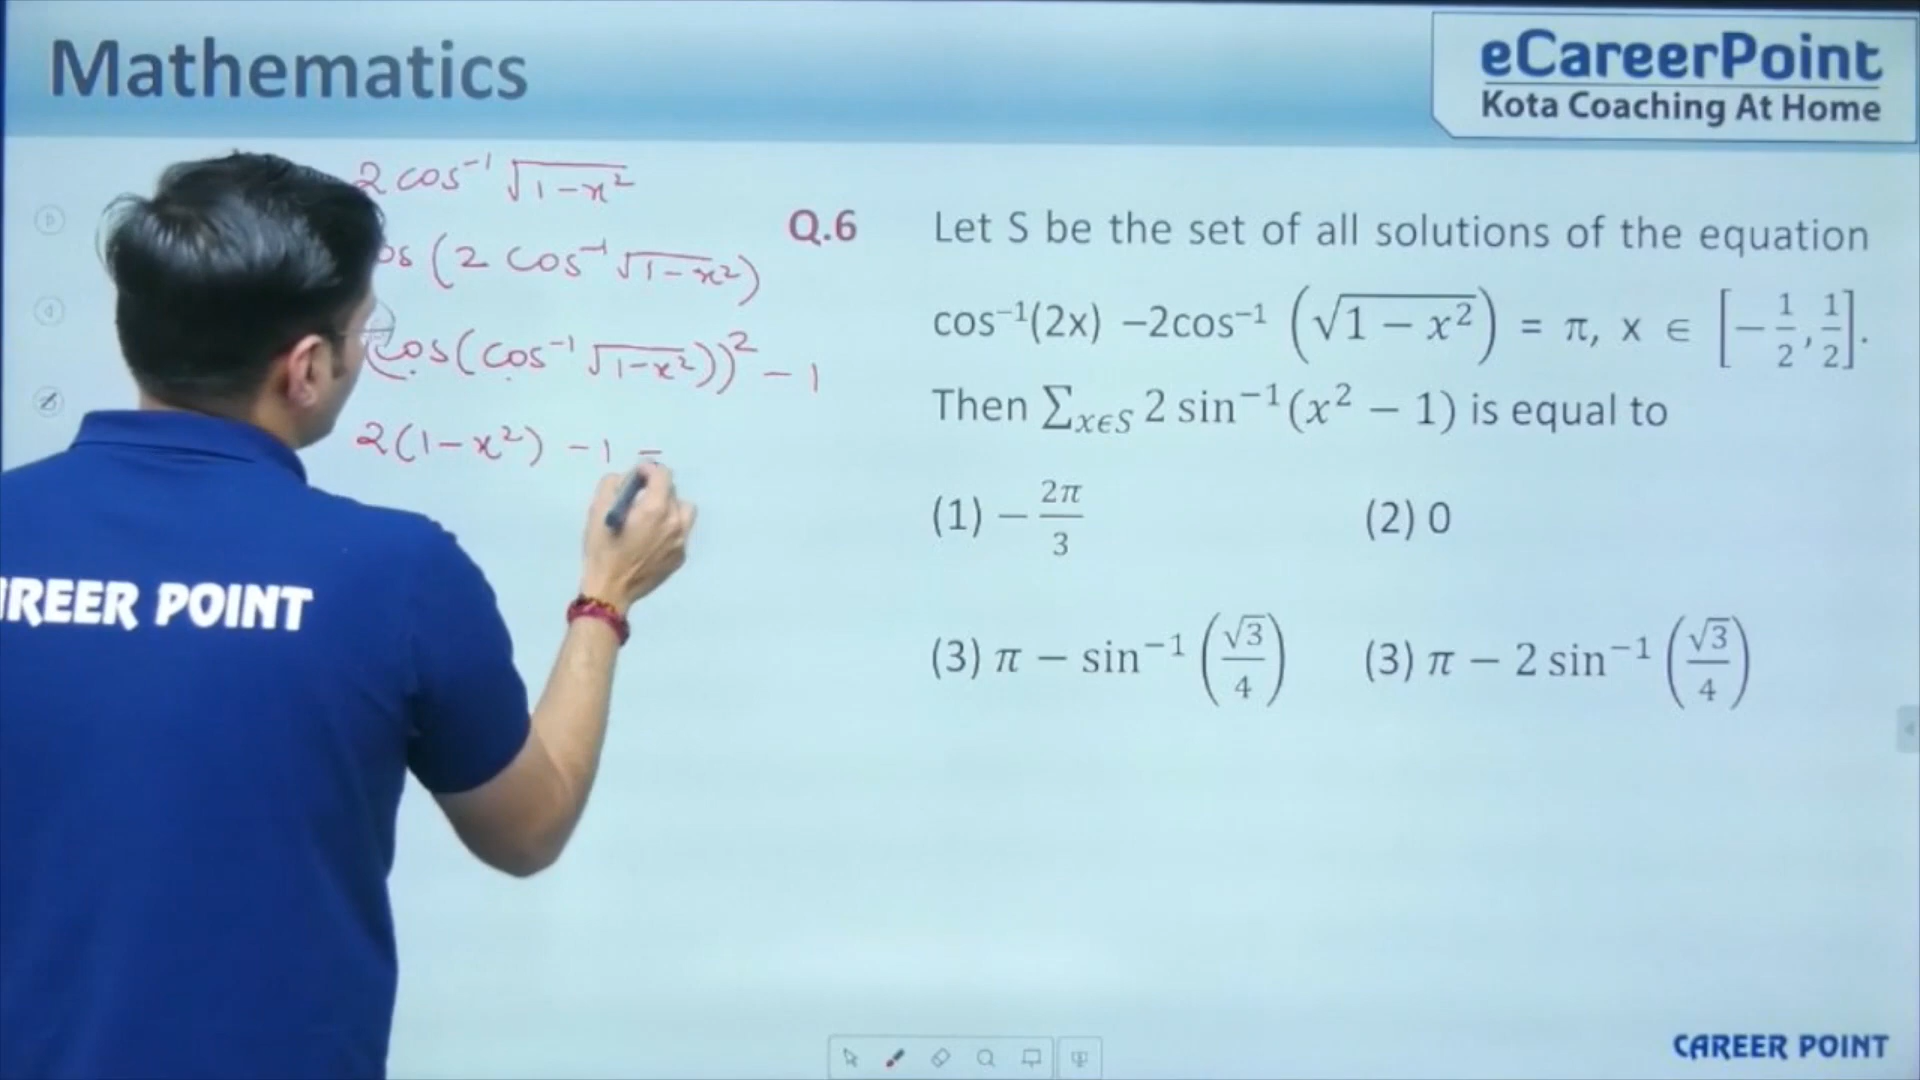 Mathematics
eCareerPoint
Kota Coaching At Home
2 cos⁻¹ √(1-x²)
os (2 cos⁻¹ √(1-x²))
(cos(cos⁻¹ √(1-x²)))² - 1
2(1-x²) - 1 =
Q.6 Let S be the set of all solutions of the equation
cos⁻¹(2x) -2cos⁻¹ (√(1 - x²)) = π, x ∈ [-1/2, 1/2].
Then ∑ₓϵS 2 sin⁻¹(x² - 1) is equal to
(1) - 2π/3 (2) 0
(3) π - sin⁻¹ (√3/4) (3) π - 2 sin⁻¹ (√3/4)
REER POINT
CAREER POINT